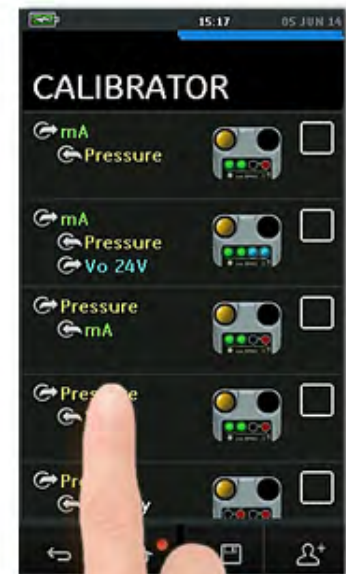 15:17 05 JUN 14
CALIBRATOR
mA
Pressure
mA
Pressure
Vo 24V
Pressure
mA